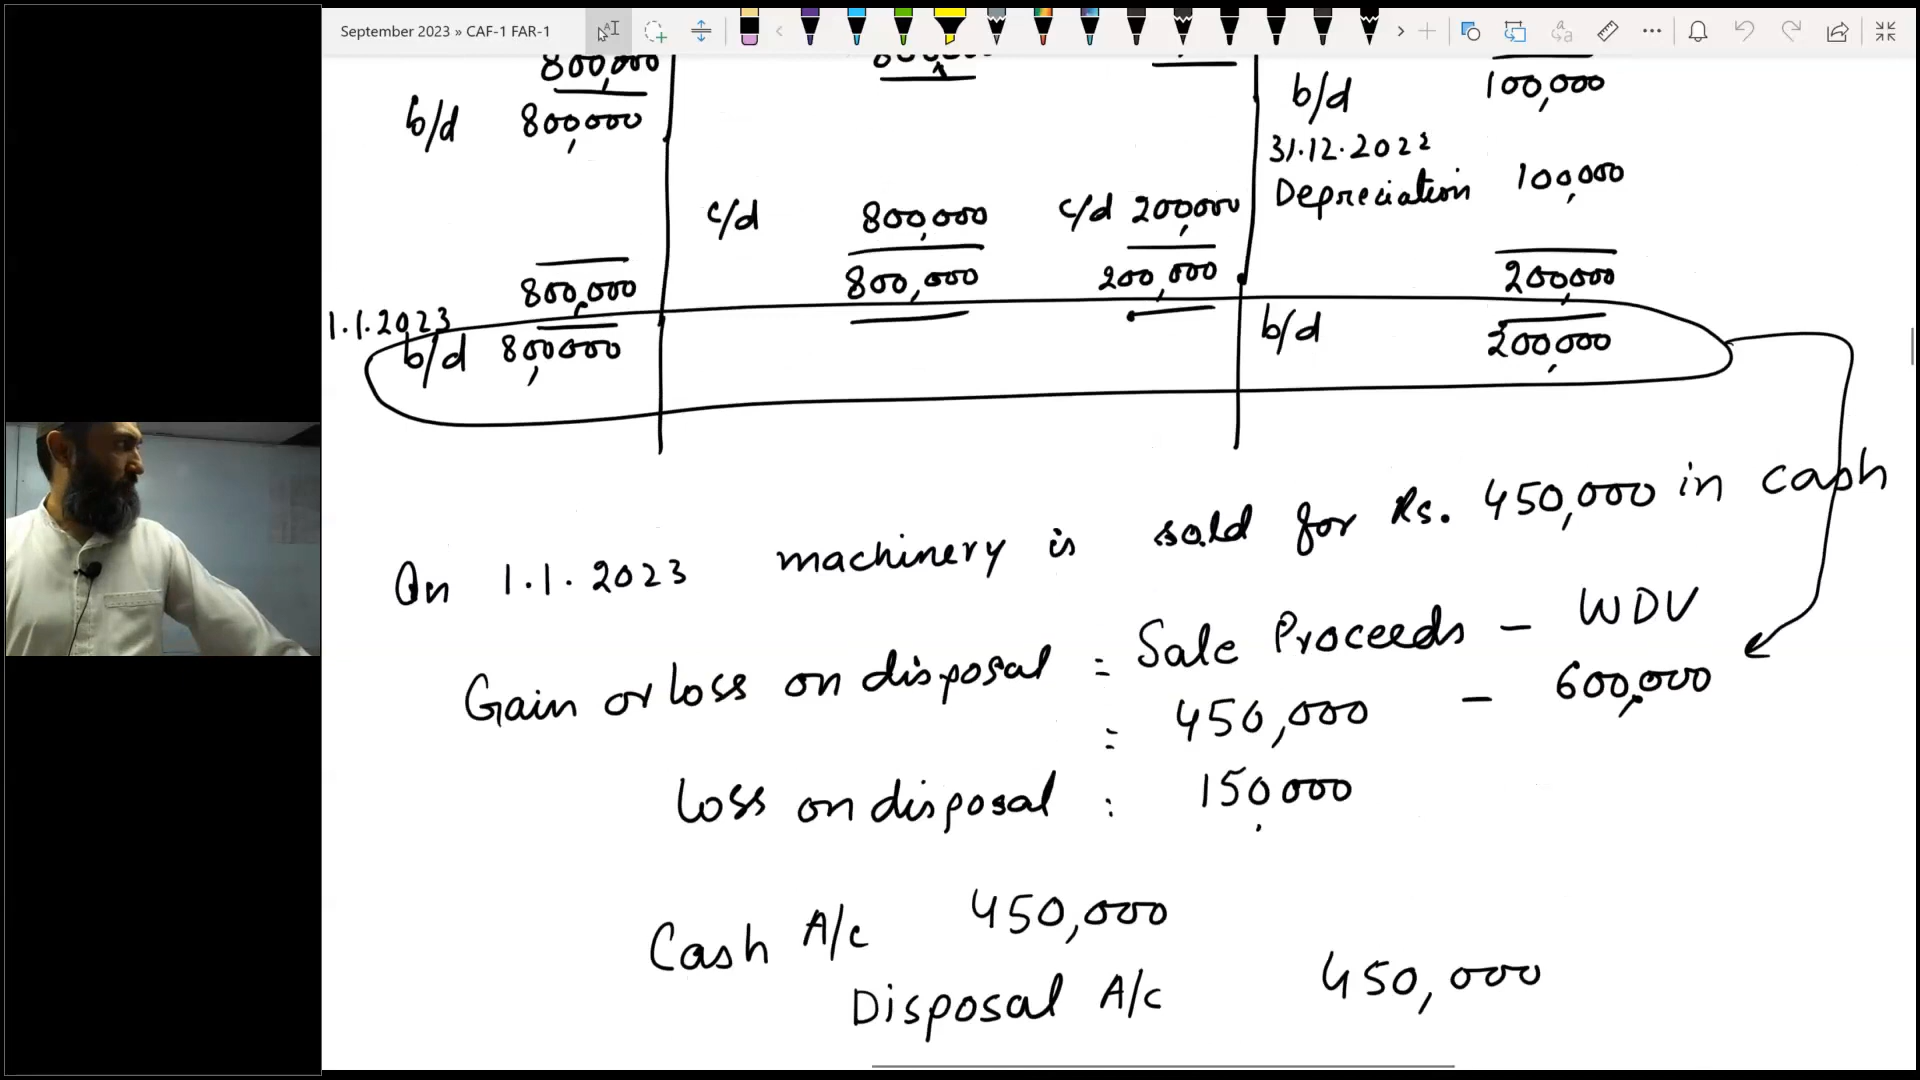 September 2023 » CAF-1 FAR-1
800,000
b/d 100,000
b/d 800,000
31.12.2022
Depreciation 100,000
c/d 800,000 c/d 200,000
800,000 800,000 200,000 200,000
1.1.2023
b/d 800,000 b/d 200,000
On 1.1.2023 machinery is sold for Rs. 450,000 in cash
Gain or loss on disposal = Sale Proceeds - WDV
= 450,000 - 600,000
Loss on disposal : 150,000
Cash A/c 450,000
Disposal A/c 450,000